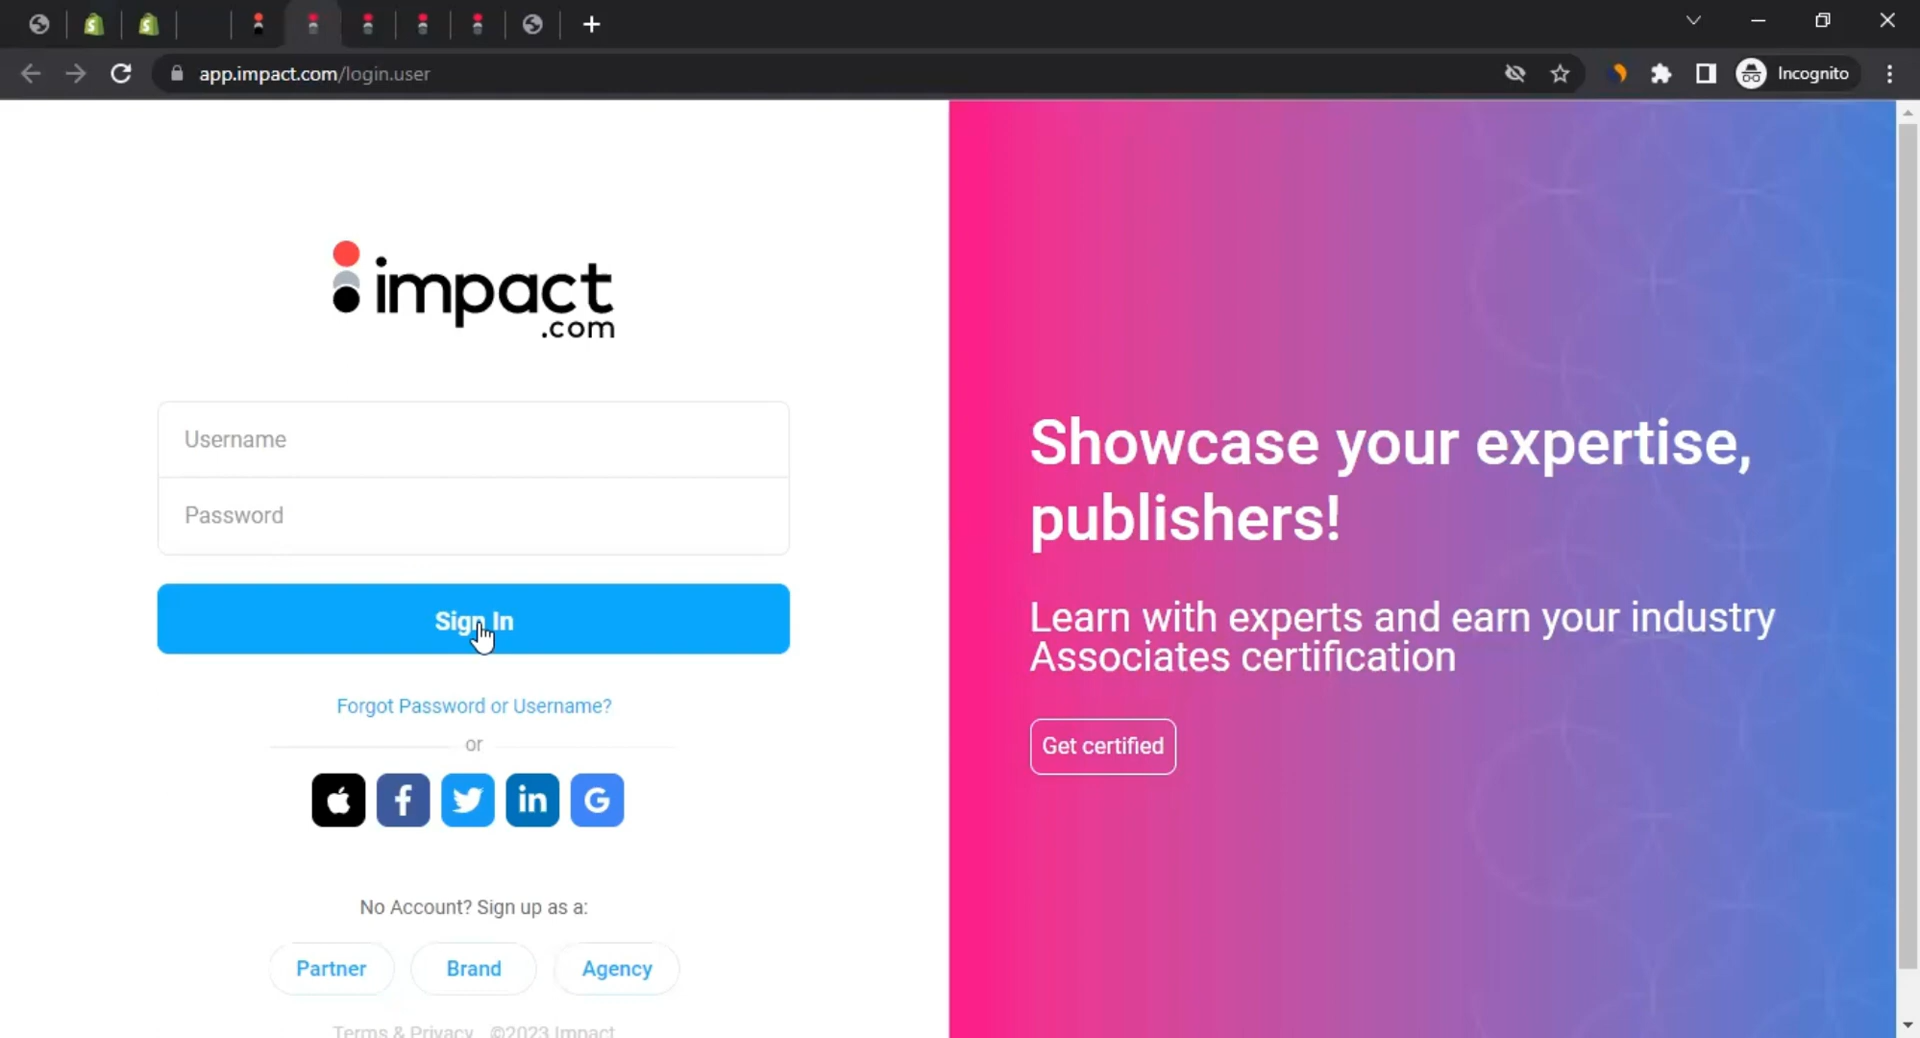 app.impact.com/login.user
Incognito
impact
.com
Username
Password
Sign In
Forgot Password or Username?
or
No Account? Sign up as a:
Partner
Brand
Agency
Terms & Privacy ©2023 Impact
Showcase your expertise,
publishers!
Learn with experts and earn your industry
Associates certification
Get certified